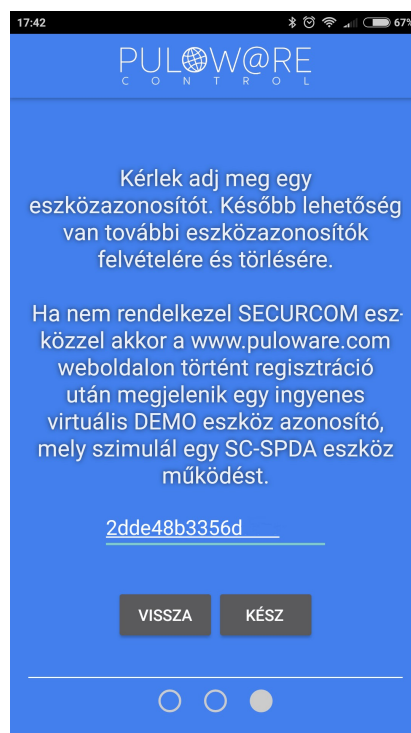 17:42 67%
PULOW@RE
CONTROL
Kérlek adj meg egy
eszközazonosítót. Később lehetőség
van további eszközazonosítók
felvételére és törlésére.
Ha nem rendelkezel SECURCOM esz-
közzel akkor a www.puloware.com
weboldalon történt regisztráció
után megjelenik egy ingyenes
virtuális DEMO eszköz azonosító,
mely szimulál egy SC-SPDA eszköz
működést.
2dde48b3356d
VISSZA KÉSZ